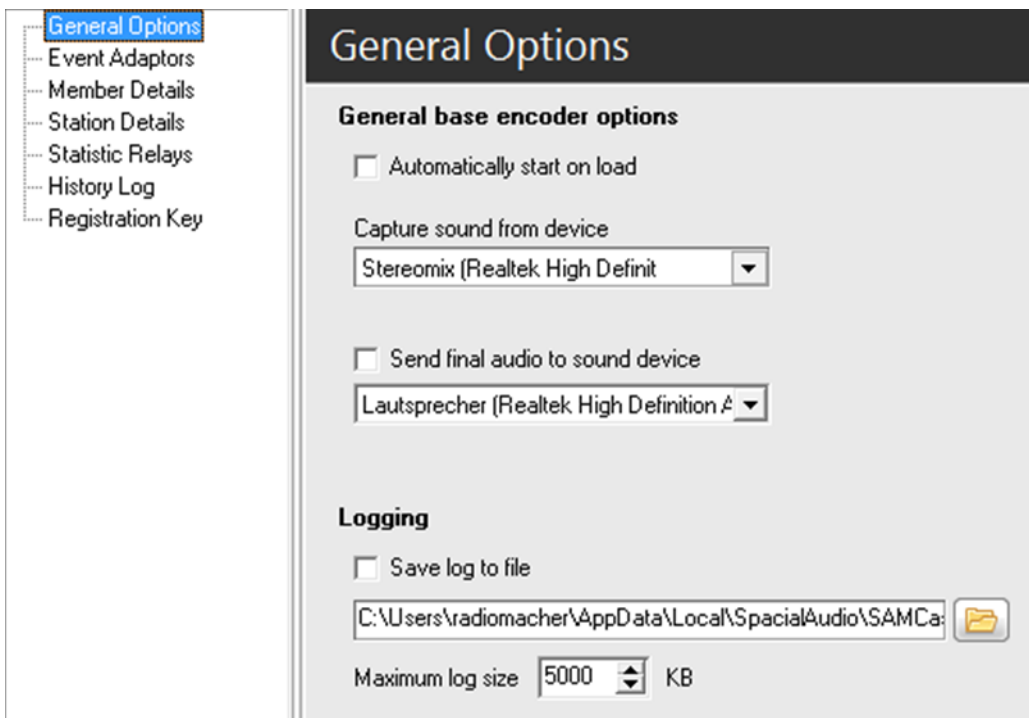 General Options
Event Adaptors
Member Details
Station Details
Statistic Relays
History Log
Registration Key
General Options
General base encoder options
Automatically start on load
Capture sound from device
Stereomix (Realtek High Definit
Send final audio to sound device
Lautsprecher (Realtek High Definition A
Logging
Save log to file
C:\Users\radiomacher\AppData\Local\SpacialAudio\SAMCa
Maximum log size 5000 KB